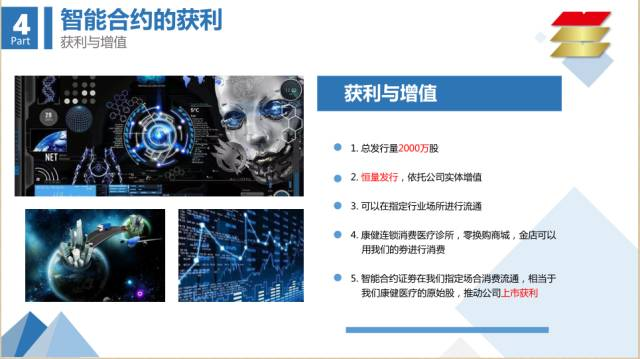 4
Part
智能合约的获利
获利与增值
NET
28
5°C
获利与增值
1. 总发行量2000万股
2. 恒量发行，依托公司实体增值
3. 可以在指定行业场所进行流通
4. 康健连锁消费医疗诊所，零换购商城，金店可以
用我们的券进行消费
5. 智能合约证券在我们指定场合消费流通，相当于
我们康健医疗的原始股，推动公司上市获利